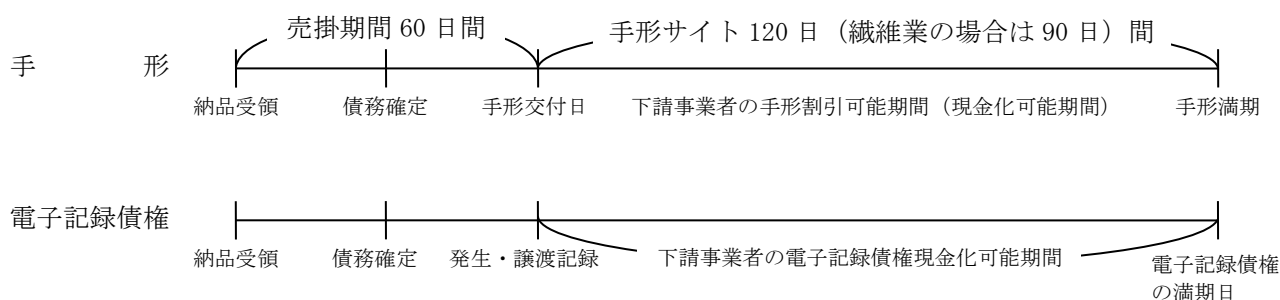 売掛期間 60 日間
手形サイト 120 日（繊維業の場合は 90 日）間
手形
納品受領 債務確定 手形交付日 下請事業者の手形割引可能期間（現金化可能期間） 手形満期
電子記録債権
納品受領 債務確定 発生・譲渡記録 下請事業者の電子記録債権現金化可能期間 電子記録債権
の満期日